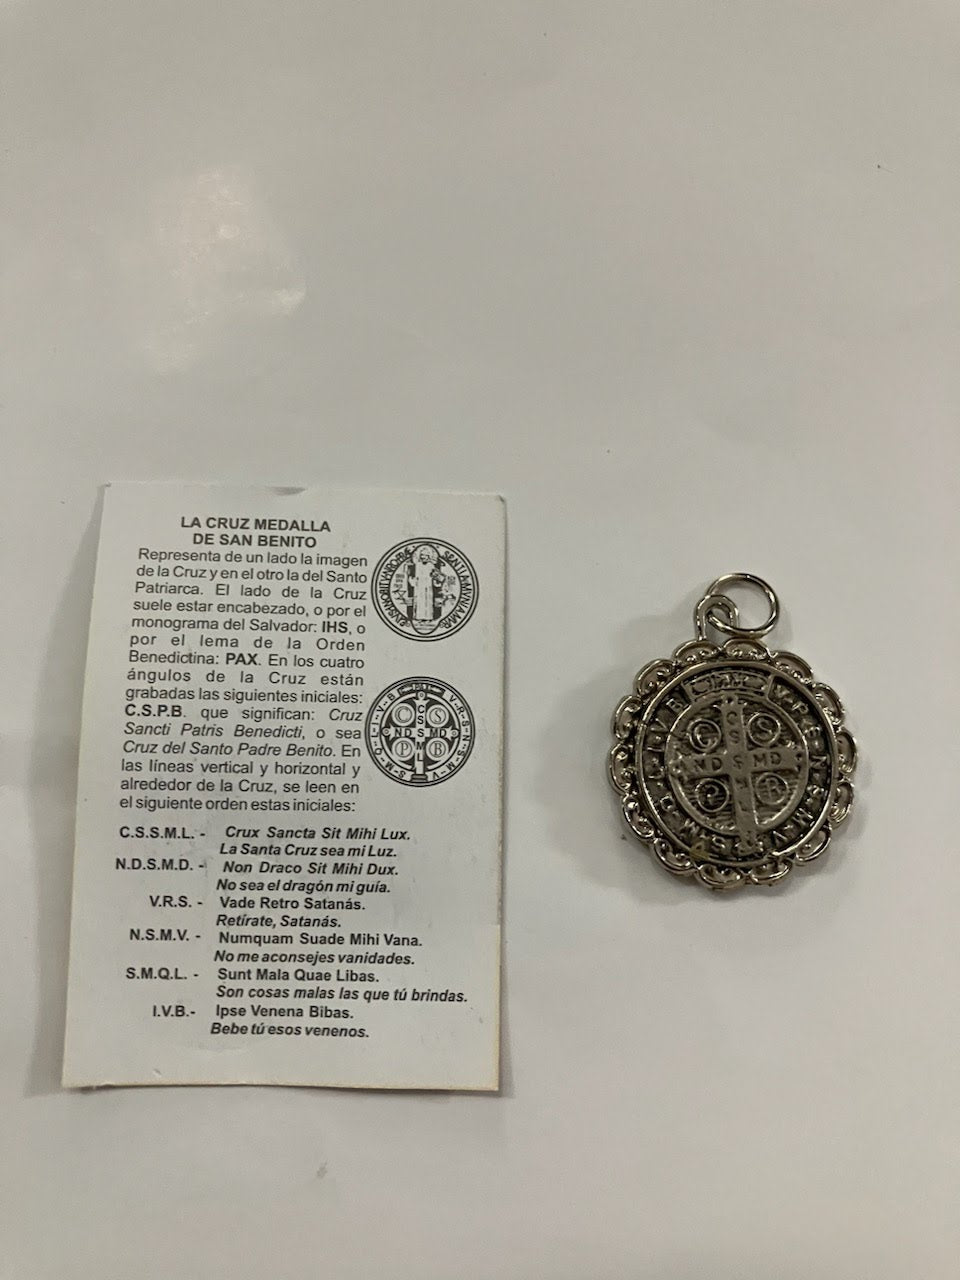 LA CRUZ MEDALLA
DE SAN BENITO
Representa de un lado la imagen
de la Cruz y en el otro la del Santo
Patriarca. El lado de la Cruz
suele estar encabezado, o por el
monograma del Salvador: IHS, o
por el lema de la Orden
Benedictina: PAX. En los cuatro
ángulos de la Cruz están
grabadas las siguientes iniciales:
C.S.P.B. que significan: Cruz
Sancti Patris Benedicti, o sea
Cruz del Santo Padre Benito. En
las líneas vertical y horizontal y
alrededor de la Cruz, se leen en
el siguiente orden estas iniciales:
C.S.S.M.L. - Crux Sancta Sit Mihi Lux.
La Santa Cruz sea mi Luz.
N.D.S.M.D. - Non Draco Sit Mihi Dux.
No sea el dragón mi guía.
V.R.S. - Vade Retro Satanás.
Retírate, Satanás.
N.S.M.V. - Numquam Suade Mihi Vana.
No me aconsejes vanidades.
S.M.Q.L. - Sunt Mala Quae Libas.
Son cosas malas las que tú brindas.
I.V.B.- Ipse Venena Bibas.
Bebe tú esos venenos.
V-R-S-N-S-M-V-S-M-Q-L-I-V-B
C S
C S S M L
N D S M D
P B
C S
N D S M D
P B